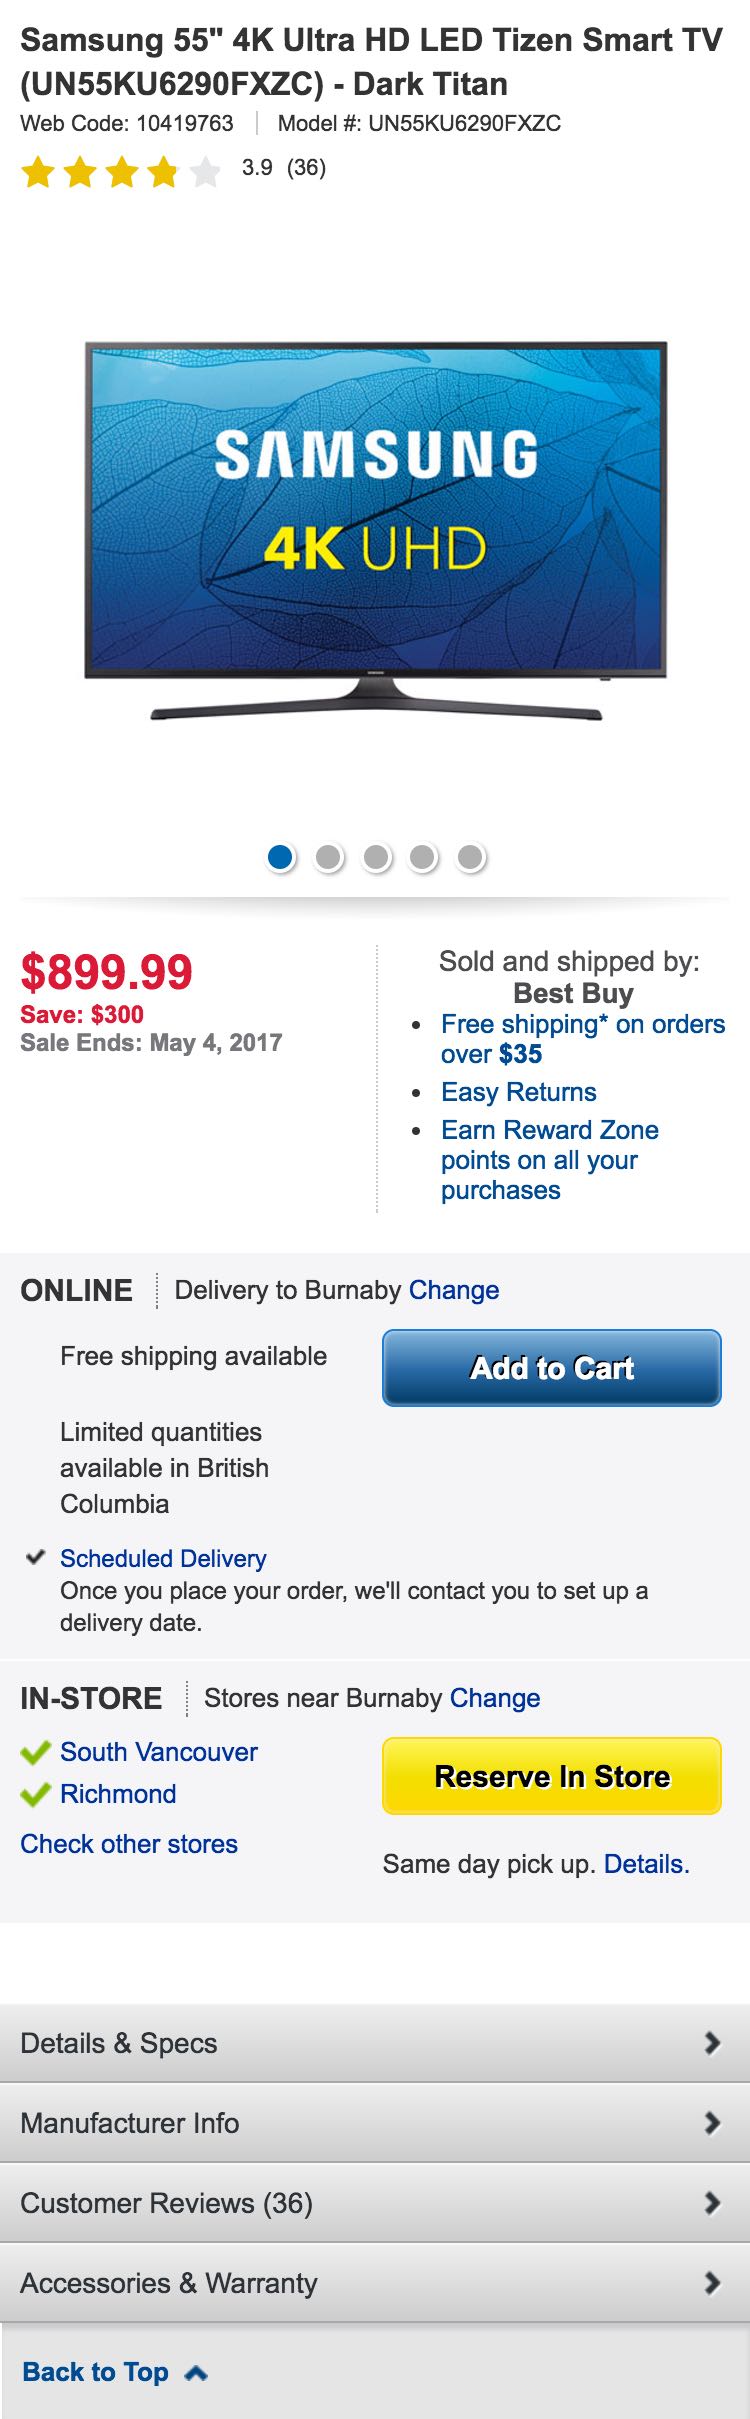 Samsung 55" 4K Ultra HD LED Tizen Smart TV
(UN55KU6290FXZC) - Dark Titan
Web Code: 10419763 Model #: UN55KU6290FXZC
3.9 (36)
SAMSUNG
4K UHD
$899.99
Save: $300
Sale Ends: May 4, 2017
Sold and shipped by:
Best Buy
• Free shipping* on orders
over $35
• Easy Returns
• Earn Reward Zone
points on all your
purchases
ONLINE Delivery to Burnaby Change
Free shipping available
Add to Cart
Limited quantities
available in British
Columbia
Scheduled Delivery
Once you place your order, we'll contact you to set up a
delivery date.
IN-STORE Stores near Burnaby Change
South Vancouver
Richmond
Check other stores
Reserve In Store
Same day pick up. Details.
Details & Specs
Manufacturer Info
Customer Reviews (36)
Accessories & Warranty
Back to Top